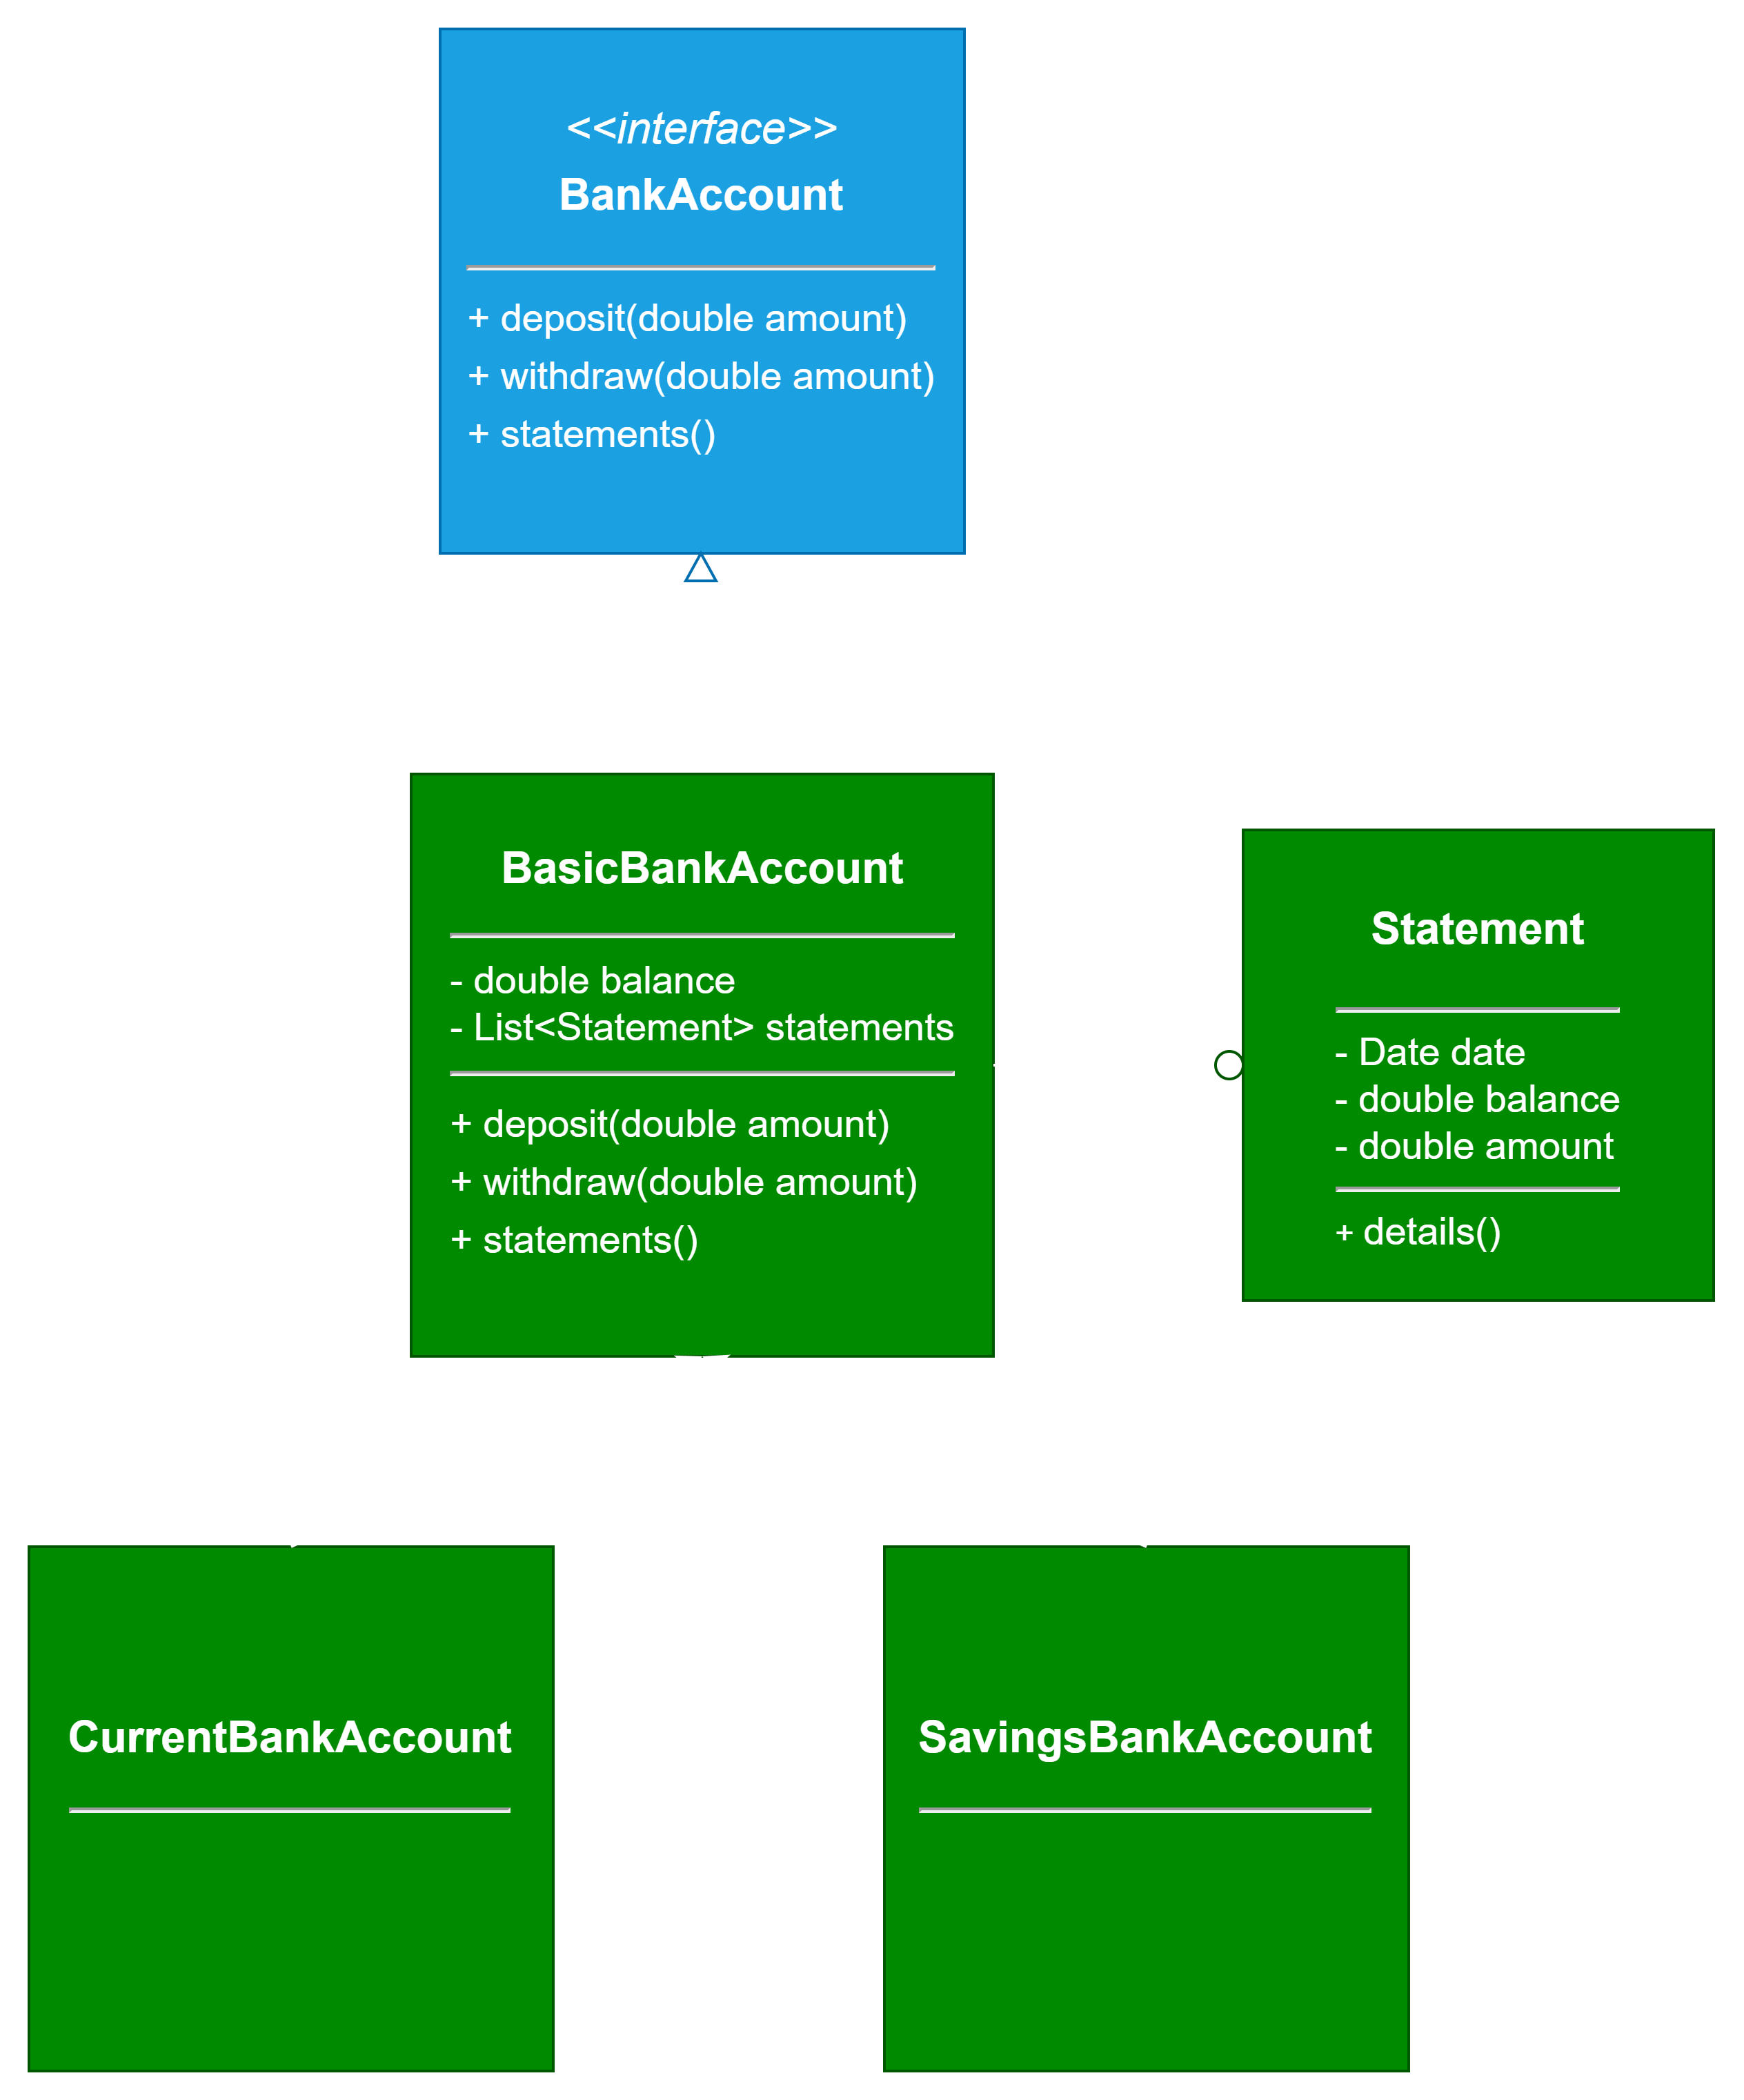 <<interface>>
BankAccount
+ deposit(double amount)
+ withdraw(double amount)
+ statements()
BasicBankAccount
- double balance
- List<Statement> statements
+ deposit(double amount)
+ withdraw(double amount)
+ statements()
Statement
- Date date
- double balance
- double amount
+ details()
CurrentBankAccount
SavingsBankAccount